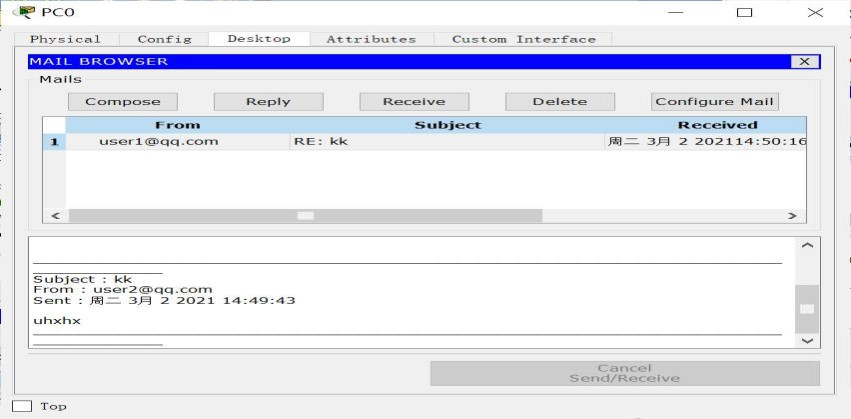 PC0
Physical Config Desktop Attributes Custom Interface
MAIL BROWSER
Mails
Compose Reply Receive Delete Configure Mail
From Subject Received
1 user1@qq.com RE: kk 周二 3月 2 202114:50:16
Subject : kk
From : user2@qq.com
Sent : 周二 3月 2 2021 14:49:43
uhxhx
Cancel
Send/Receive
Top